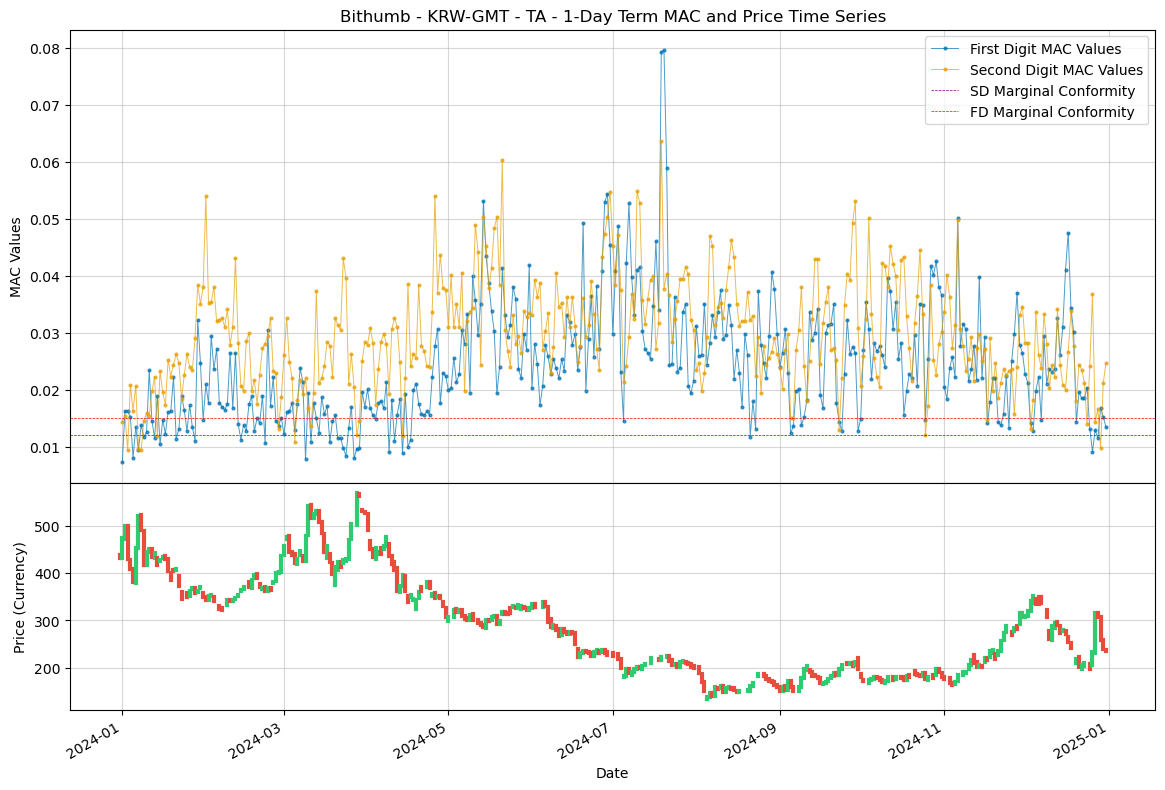 Bithumb - KRW-GMT - TA - 1-Day Term MAC and Price Time Series
First Digit MAC Values
Second Digit MAC Values
SD Marginal Conformity
FD Marginal Conformity
MAC Values
0.08
0.07
0.06
0.05
0.04
0.03
0.02
0.01
Price (Currency)
500
400
300
200
2024-01
2024-03
2024-05
2024-07
2024-09
2024-11
2025-01
Date